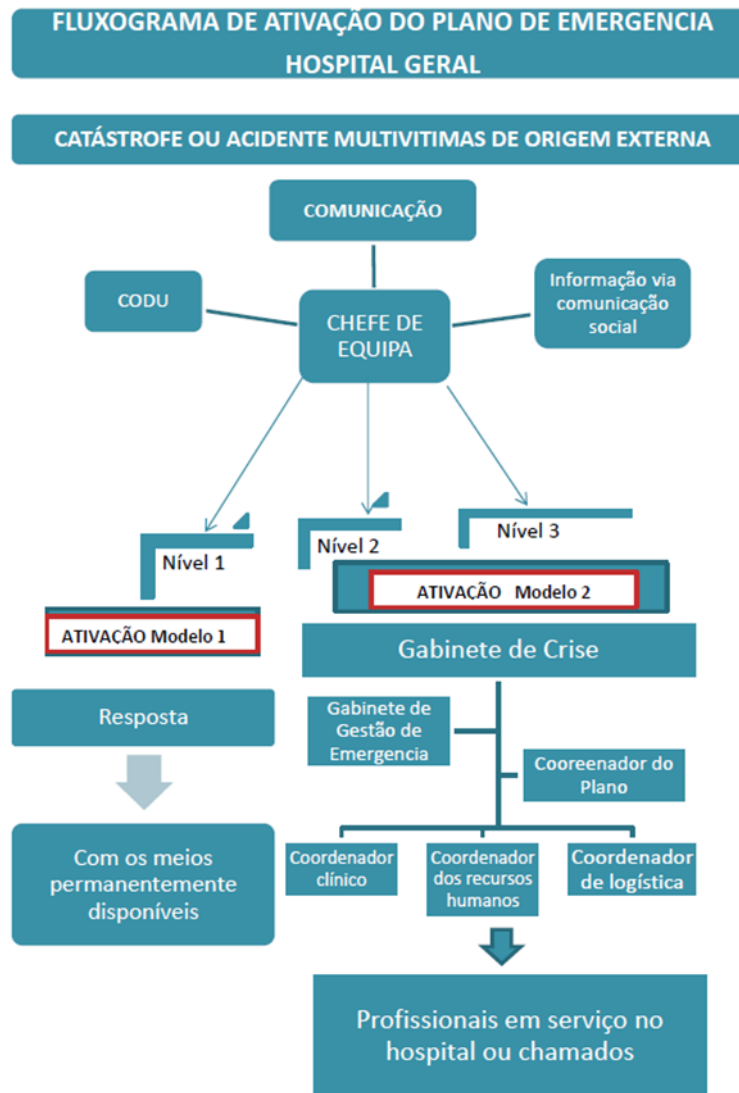 FLUXOGRAMA DE ATIVAÇÃO DO PLANO DE EMERGENCIA
HOSPITAL GERAL
CATÁSTROFE OU ACIDENTE MULTIVITIMAS DE ORIGEM EXTERNA
COMUNICAÇÃO
CODU
CHEFE DE
EQUIPA
Informação via
comunicação
social
Nível 1
Nível 2
Nível 3
ATIVAÇÃO Modelo 1
ATIVAÇÃO Modelo 2
Gabinete de Crise
Resposta
Gabinete de
Gestão de
Emergencia
Cooreenador do
Plano
Com os meios
permanentemente
disponíveis
Coordenador
clínico
Coordenador
dos recursos
humanos
Coordenador
de logística
Profissionais em serviço no
hospital ou chamados